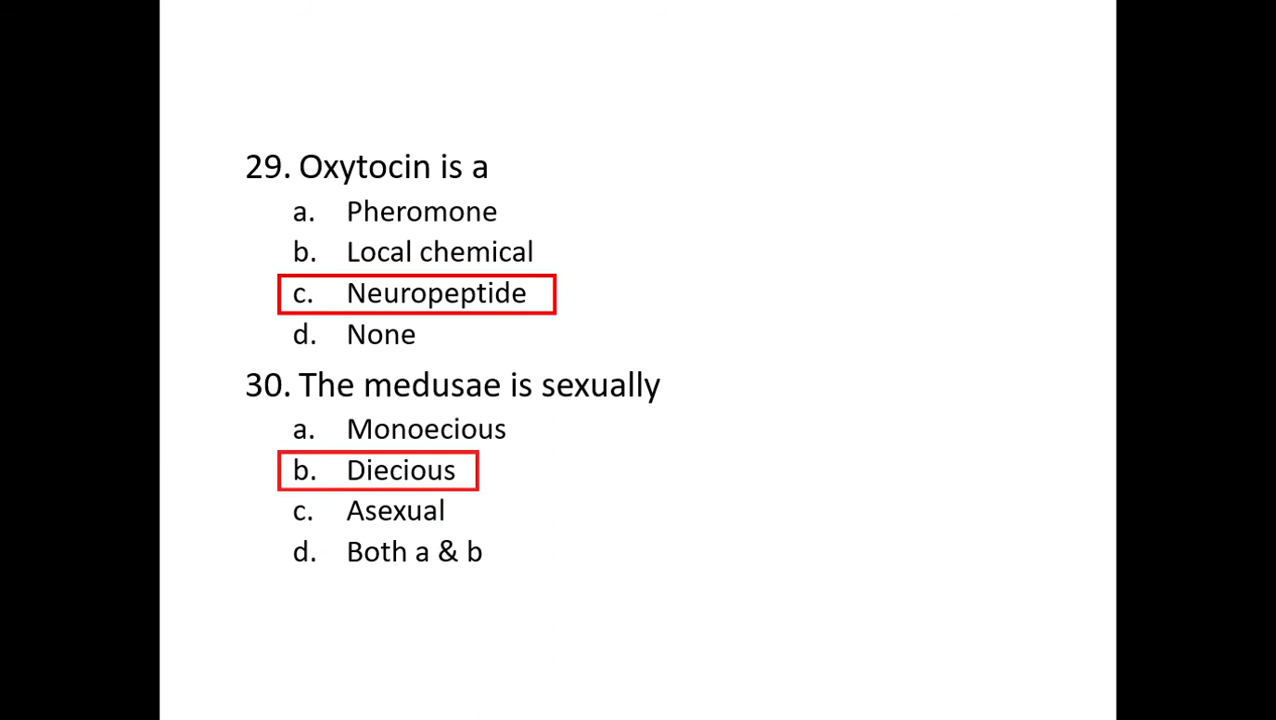 29. Oxytocin is a
a. Pheromone
b. Local chemical
c. Neuropeptide
d. None
30. The medusae is sexually
a. Monoecious
b. Diecious
c. Asexual
d. Both a & b